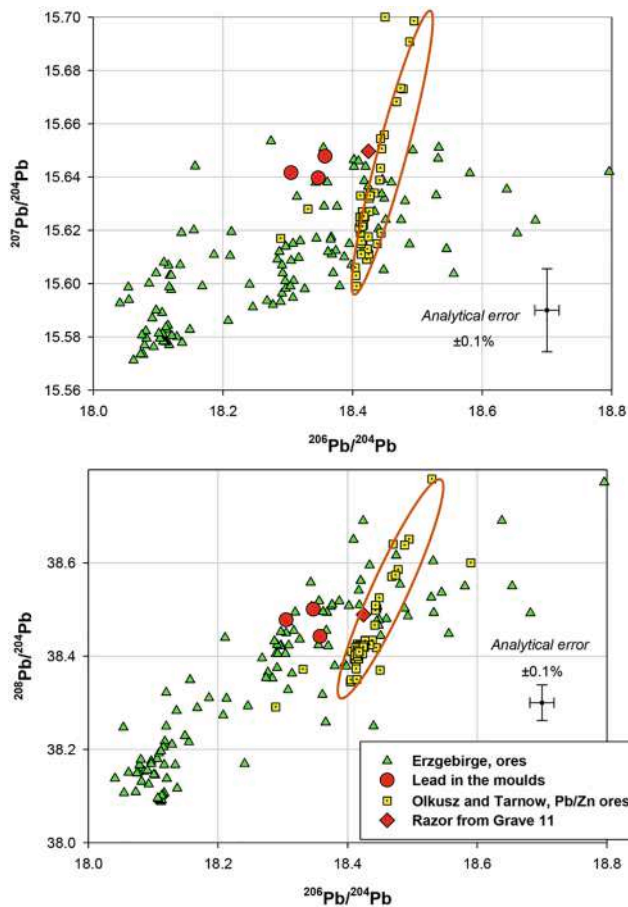 15.70
15.68
15.66
15.64
15.62
15.60
15.58
15.56
²⁰⁷Pb/²⁰⁴Pb
Analytical error
±0.1%
18.0
18.2
18.4
18.6
18.8
²⁰⁶Pb/²⁰⁴Pb
38.8
38.6
38.4
38.2
38.0
²⁰⁸Pb/²⁰⁴Pb
Analytical error
±0.1%
Erzgebirge, ores
Lead in the moulds
Olkusz and Tarnow, Pb/Zn ores
Razor from Grave 11
18.0
18.2
18.4
18.6
18.8
²⁰⁶Pb/²⁰⁴Pb